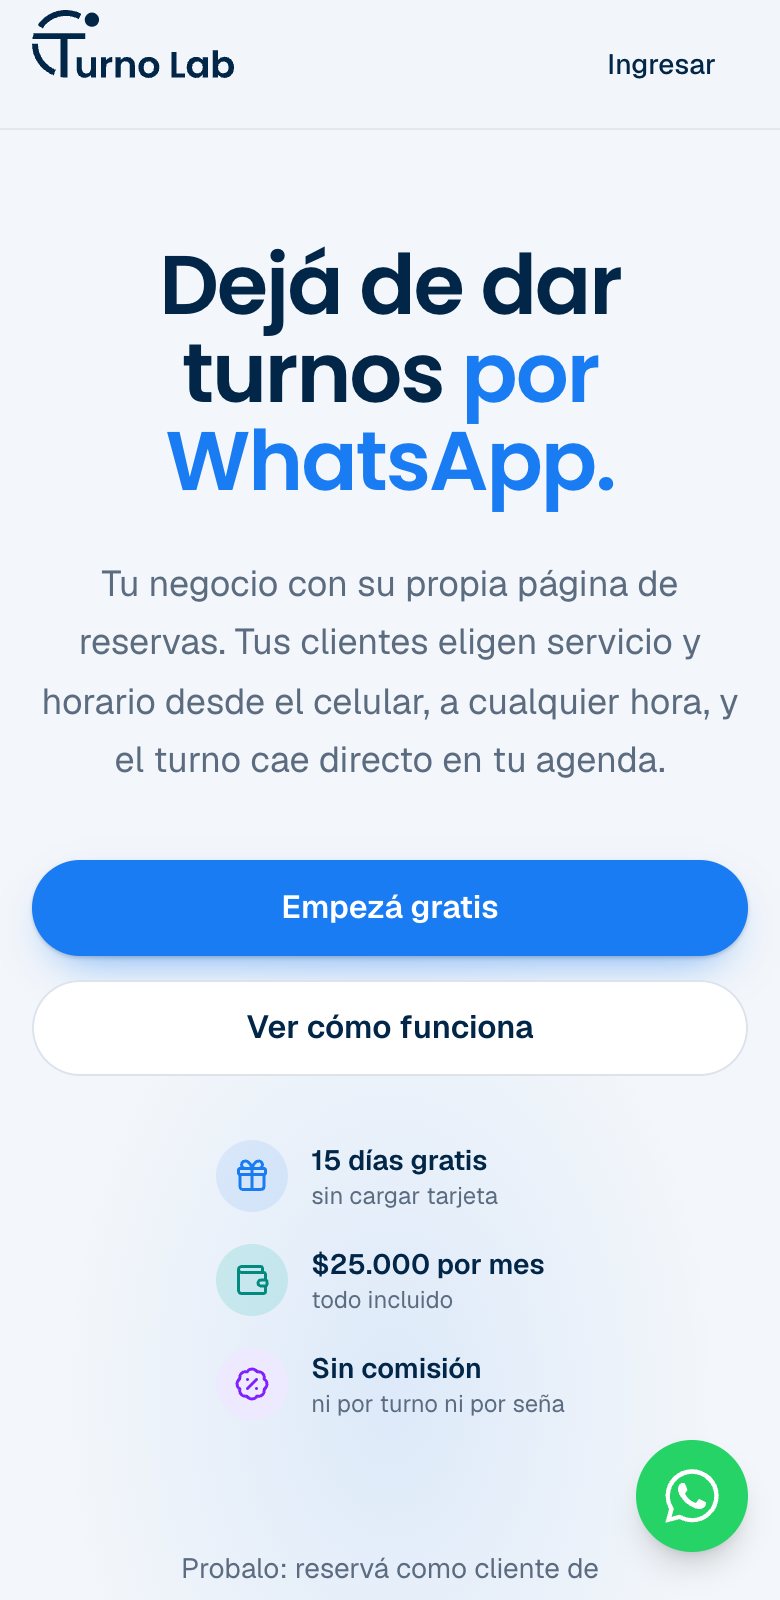 Turno Lab
Ingresar
Dejá de dar
turnos por
WhatsApp.
Tu negocio con su propia página de
reservas. Tus clientes eligen servicio y
horario desde el celular, a cualquier hora, y
el turno cae directo en tu agenda.
Empezá gratis
Ver cómo funciona
15 días gratis
sin cargar tarjeta
$25.000 por mes
todo incluido
Sin comisión
ni por turno ni por seña
Probalo: reservá como cliente de